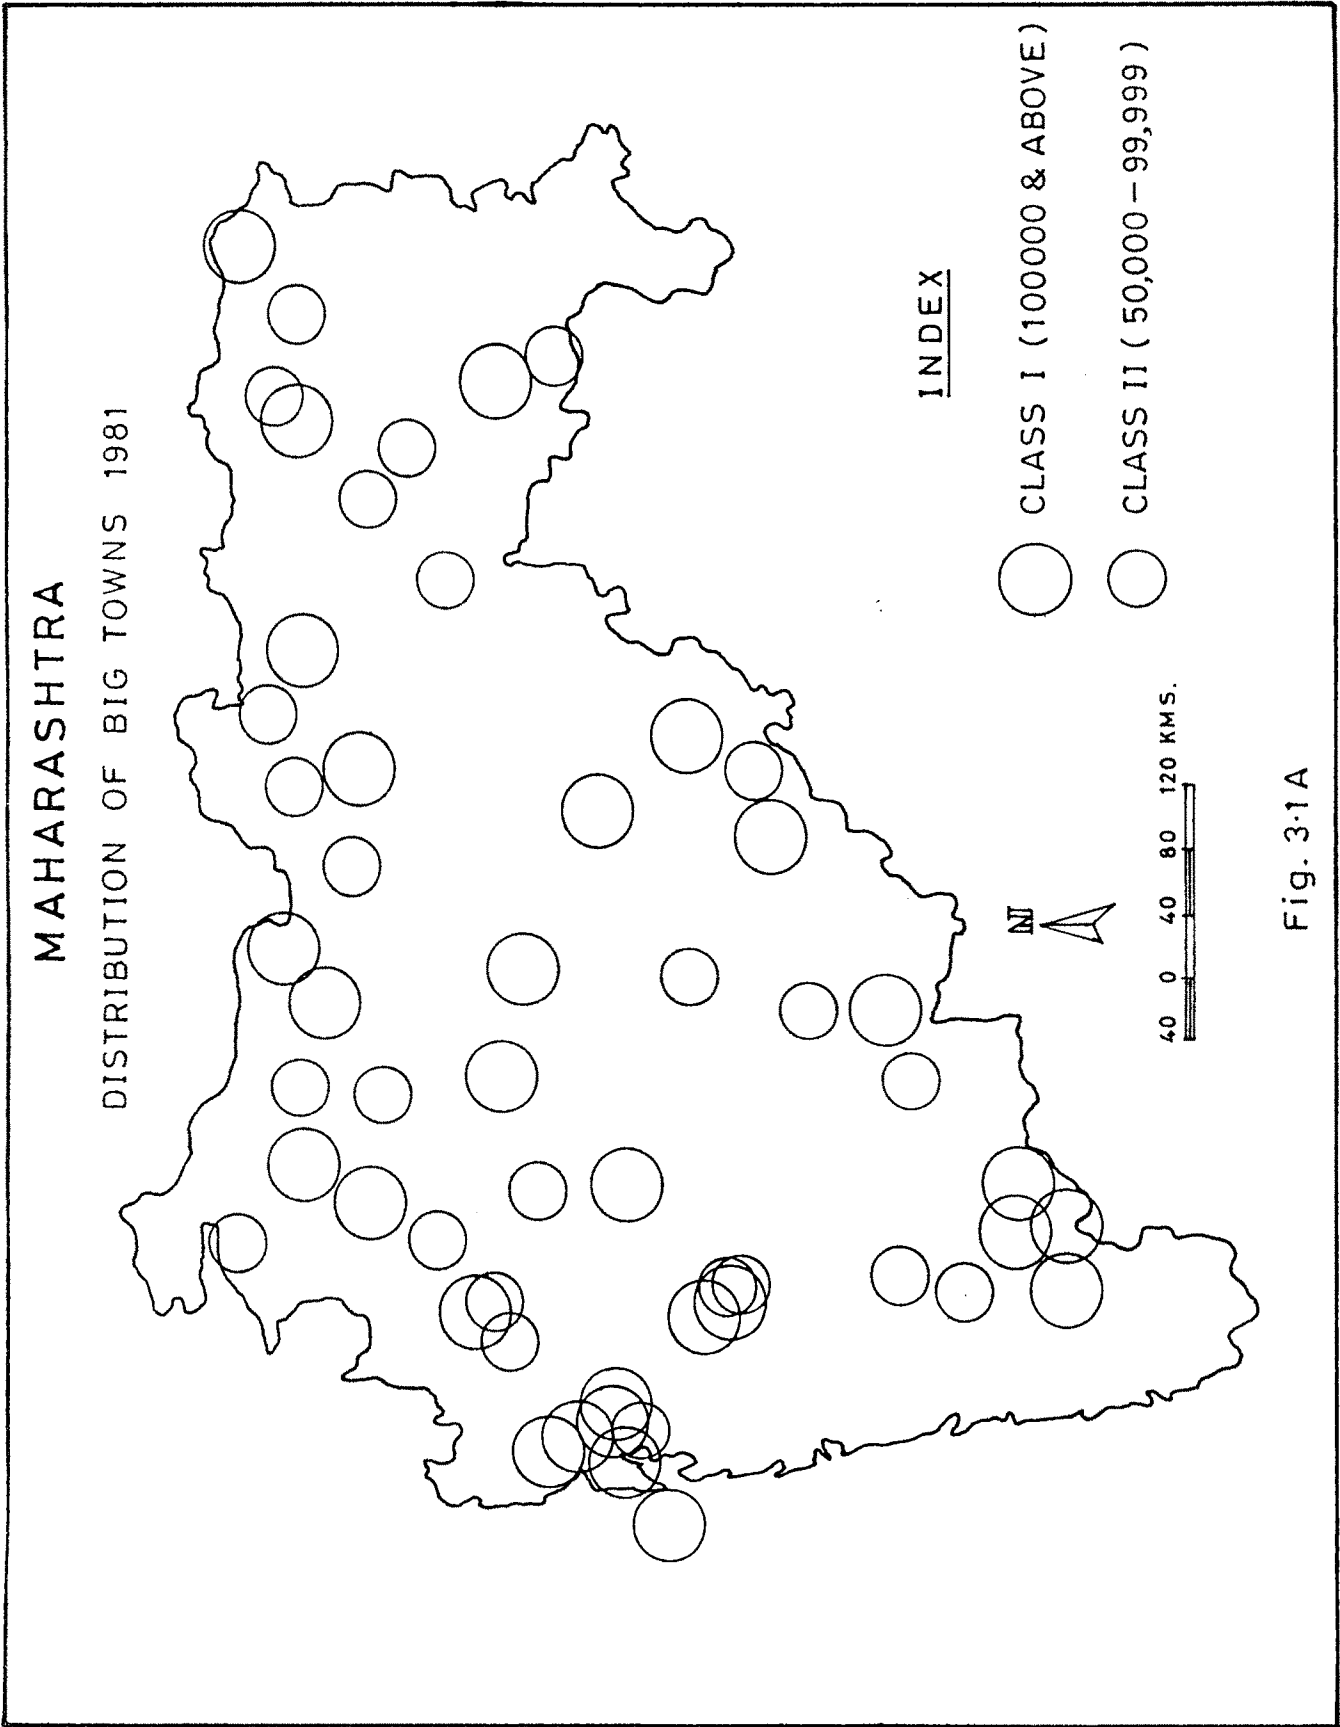 MAHARASHTRA
DISTRIBUTION OF BIG TOWNS 1981
INDEX
CLASS I (100000 & ABOVE)
CLASS II (50,000-99,999)
N
40 0 40 80 120 KMS.
Fig. 3·1A